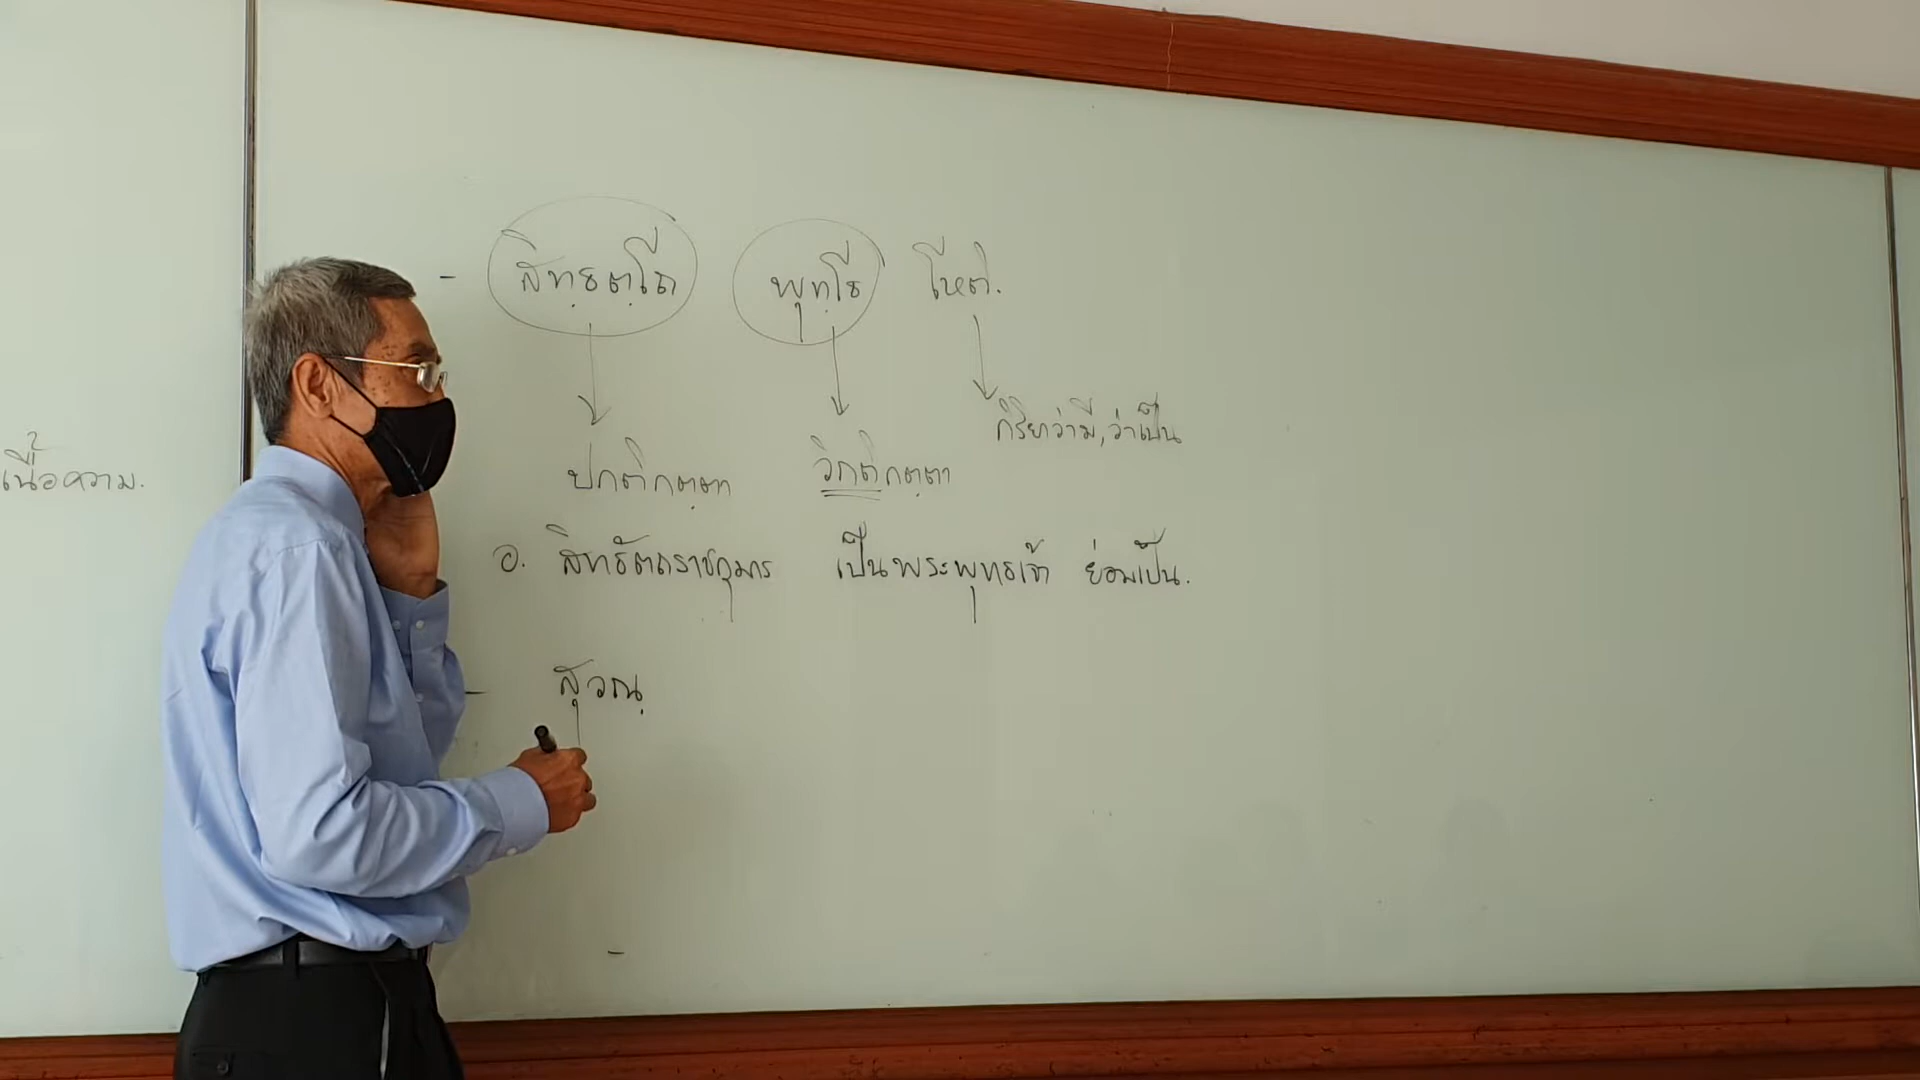 เนื้อความ.
- สิทฺธตฺโถ พุทฺโธ โหติ.
กิริยาว่ามี, ว่าเป็น
ปกติกตฺตา วิกติกตฺตา
อ. สิทธัตถราชกุมาร เป็นพระพุทธเจ้า ย่อมเป็น.
- สุวณฺ
-